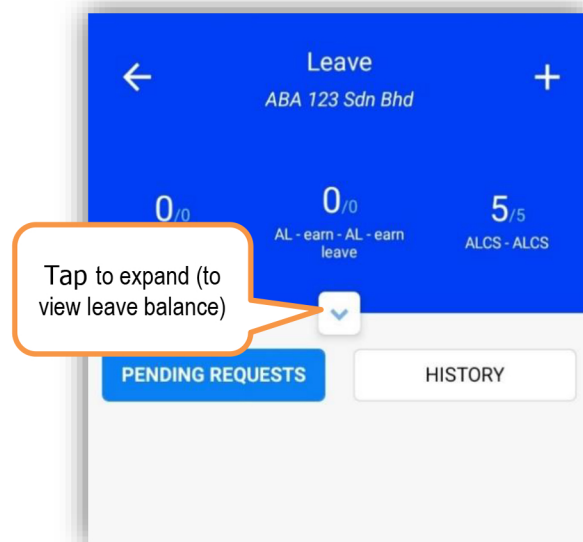 Leave
ABA 123 Sdn Bhd
0/0
0/0
5/5
AL - earn - AL - earn
leave
ALCS - ALCS
Tap to expand (to
view leave balance)
PENDING REQUESTS
HISTORY